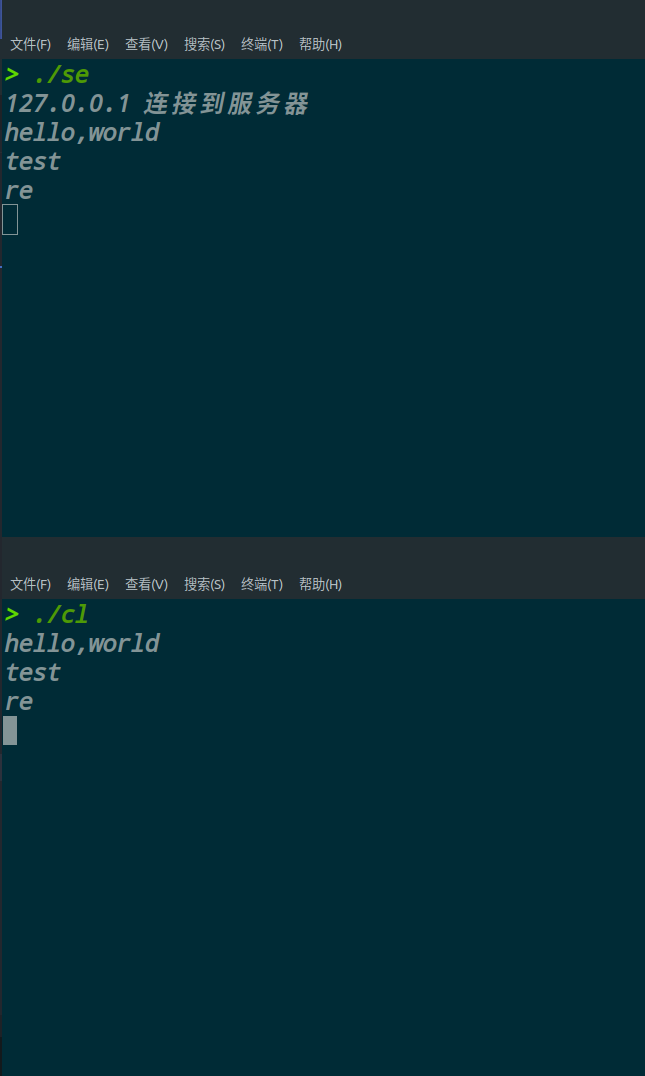 文件(F) 编辑(E) 查看(V) 搜索(S) 终端(T) 帮助(H)
> ./se
127.0.0.1 连接到服务器
hello,world
test
re
文件(F) 编辑(E) 查看(V) 搜索(S) 终端(T) 帮助(H)
> ./cl
hello,world
test
re